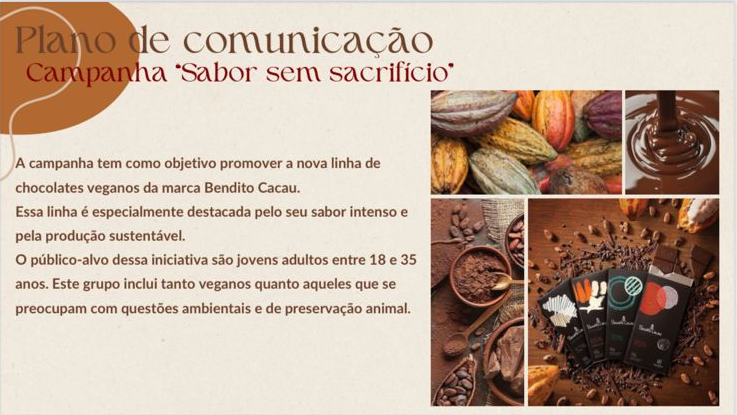 Plano de comunicação
Campanha "Sabor sem sacrifício"
A campanha tem como objetivo promover a nova linha de
chocolates veganos da marca Bendito Cacau.
Essa linha é especialmente destacada pelo seu sabor intenso e
pela produção sustentável.
O público-alvo dessa iniciativa são jovens adultos entre 18 e 35
anos. Este grupo inclui tanto veganos quanto aqueles que se
preocupam com questões ambientais e de preservação animal.